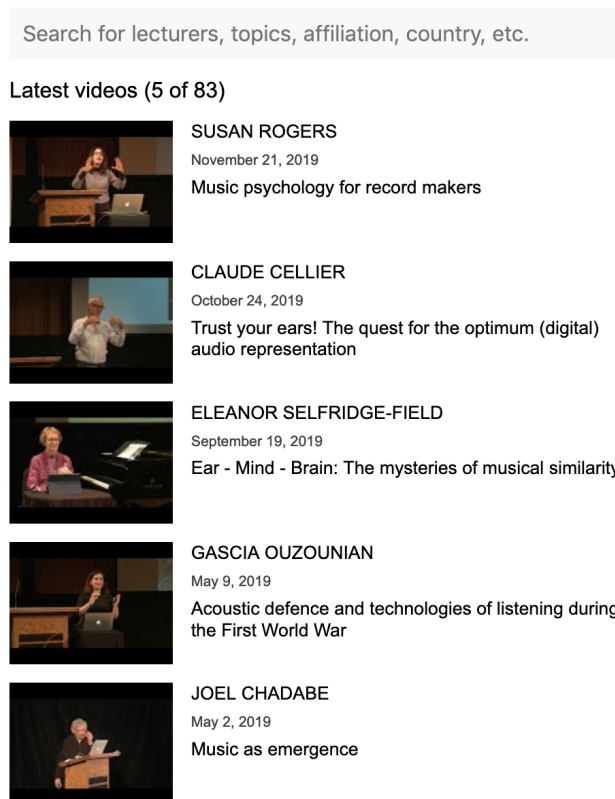 Search for lecturers, topics, affiliation, country, etc.
Latest videos (5 of 83)
SUSAN ROGERS
November 21, 2019
Music psychology for record makers
CLAUDE CELLIER
October 24, 2019
Trust your ears! The quest for the optimum (digital)
audio representation
ELEANOR SELFRIDGE-FIELD
September 19, 2019
Ear - Mind - Brain: The mysteries of musical similarity
GASCIA OUZOUNIAN
May 9, 2019
Acoustic defence and technologies of listening during
the First World War
JOEL CHADABE
May 2, 2019
Music as emergence